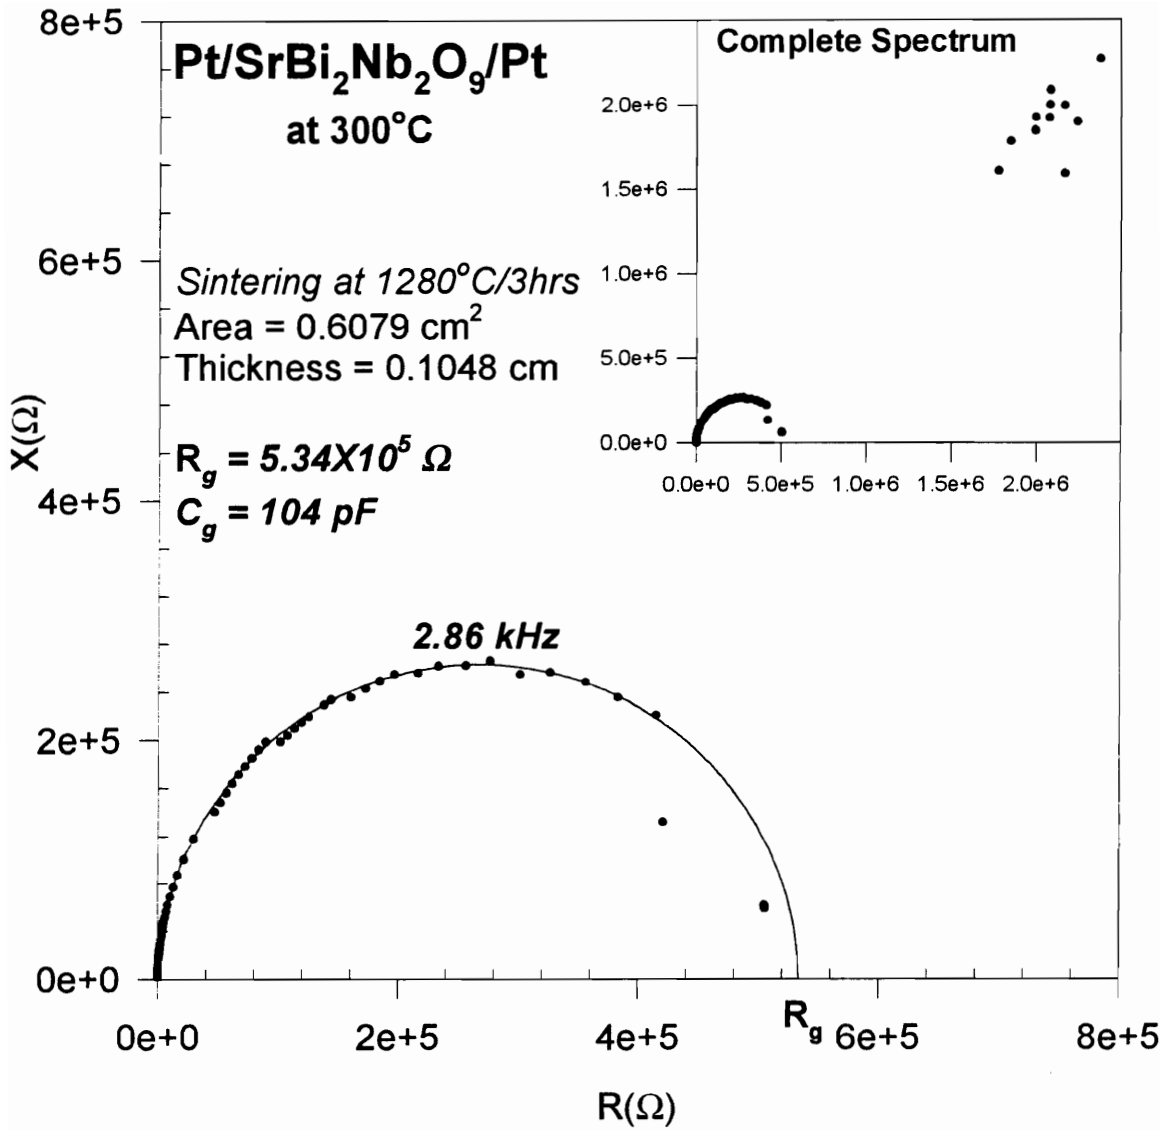 8e+5
Pt/SrBi₂Nb₂O₉/Pt
at 300°C
Complete Spectrum
2.0e+6
1.5e+6
1.0e+6
5.0e+5
0.0e+0
0.0e+0 5.0e+5 1.0e+6 1.5e+6 2.0e+6
6e+5
Sintering at 1280°C/3hrs
Area = 0.6079 cm²
Thickness = 0.1048 cm
X(Ω)
R_g = 5.34X10⁵ Ω
4e+5
C_g = 104 pF
2.86 kHz
2e+5
0e+0
R_g
0e+0 2e+5 4e+5 6e+5 8e+5
R(Ω)